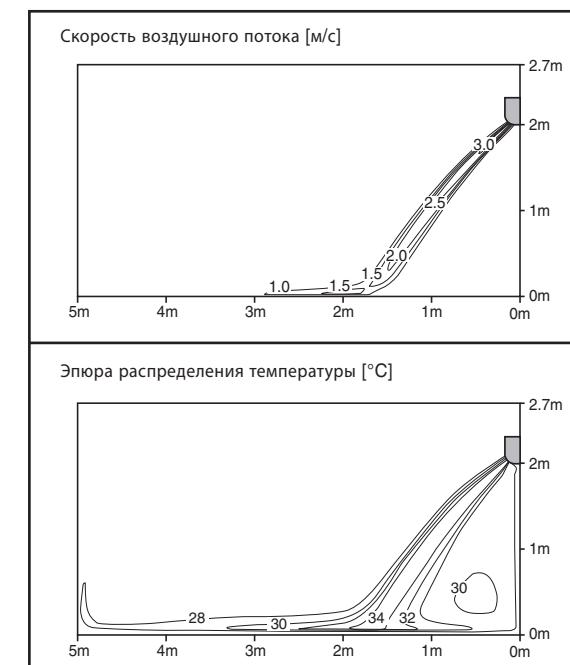 Скорость воздушного потока [м/с]
2.7m
2m
3.0
2.5
1m
2.0
1.5
1.5
1.0
0m
5m 4m 3m 2m 1m 0m
Эпюра распределения температуры [°C]
2.7m
2m
1m
30
28 30 34 32
0m
5m 4m 3m 2m 1m 0m